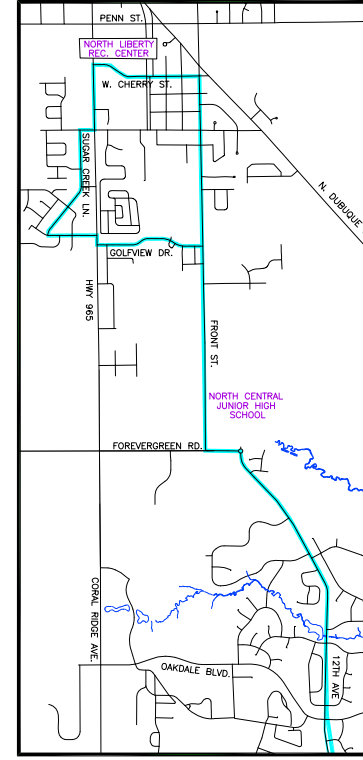 PENN ST.
NORTH LIBERTY
REC. CENTER
W. CHERRY ST.
SUGAR CREEK LN.
N. DUBUQUE
GOLFVIEW DR.
HWY 965
FRONT ST.
NORTH CENTRAL
JUNIOR HIGH
SCHOOL
FOREVERGREEN RD.
CORAL RIDGE AVE.
OAKDALE BLVD.
12TH AVE